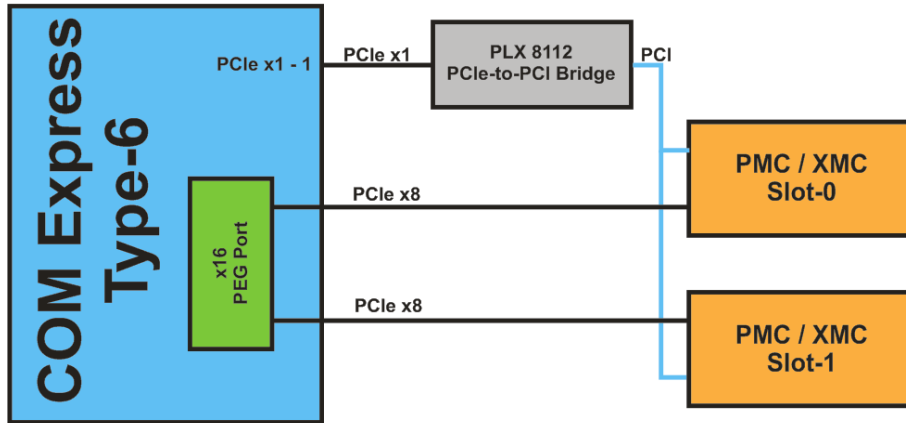 COM Express
Type-6
PCIe x1 - 1
PCIe x1
PLX 8112
PCIe-to-PCI Bridge
PCI
PMC / XMC
Slot-0
x16
PEG Port
PCIe x8
PCIe x8
PMC / XMC
Slot-1